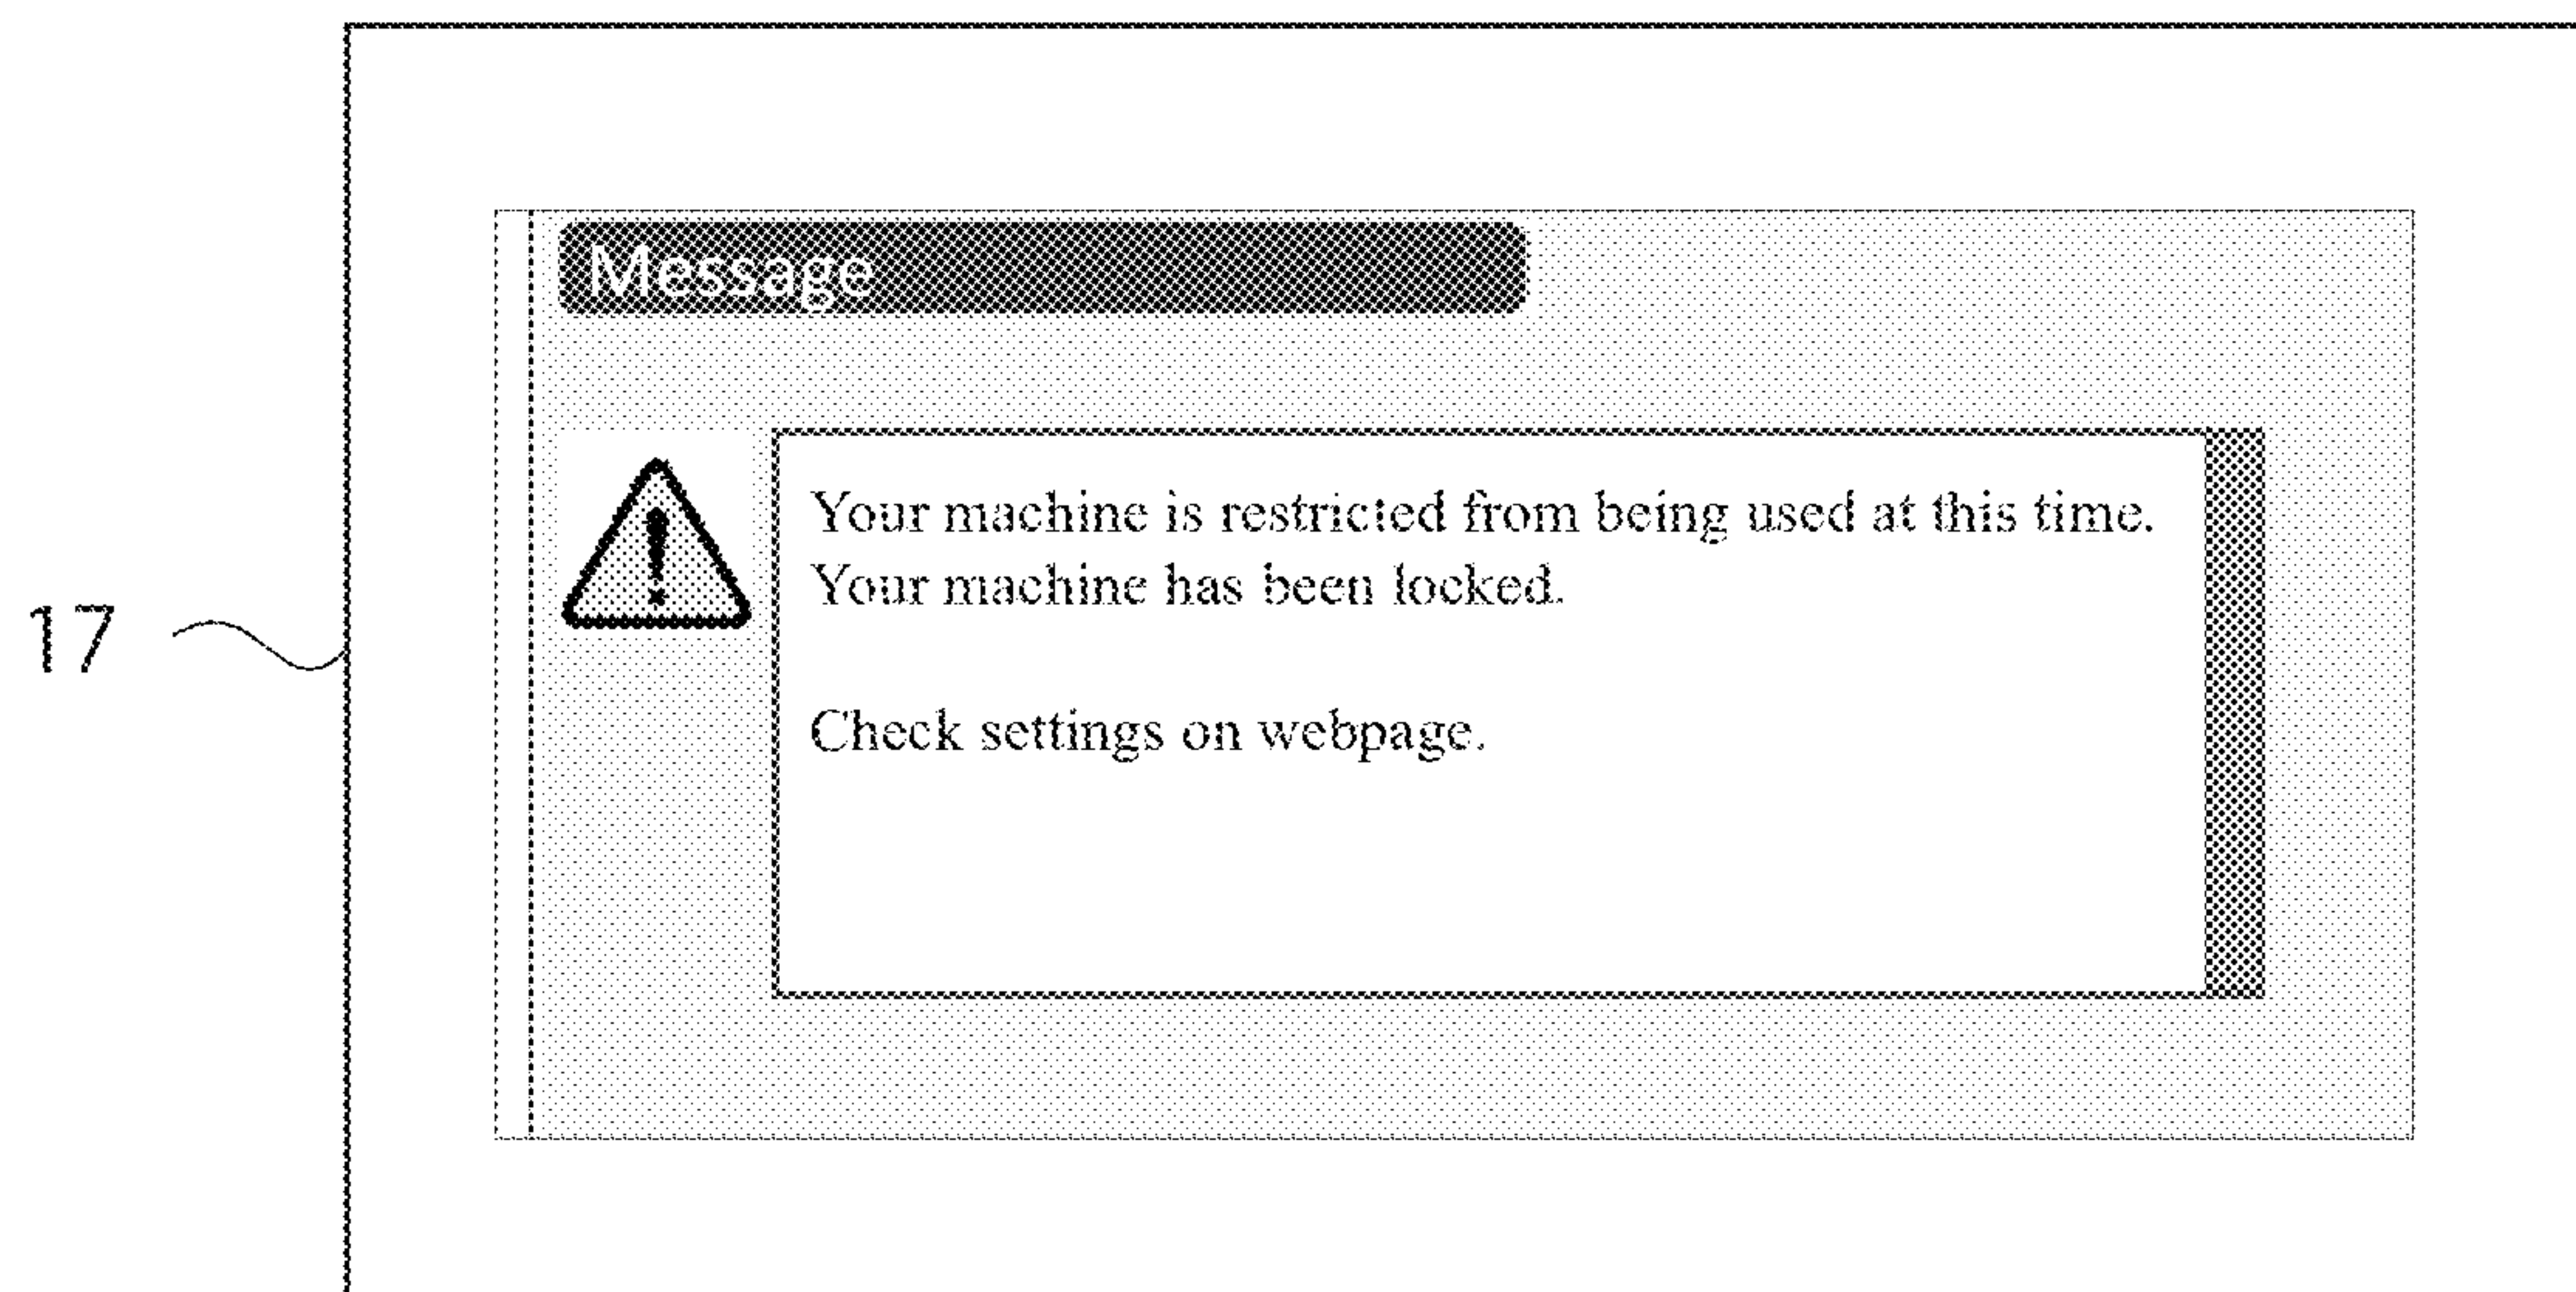 Message
Your machine is restricted from being used at this time.
Your machine has been locked.
Check settings on webpage.
17